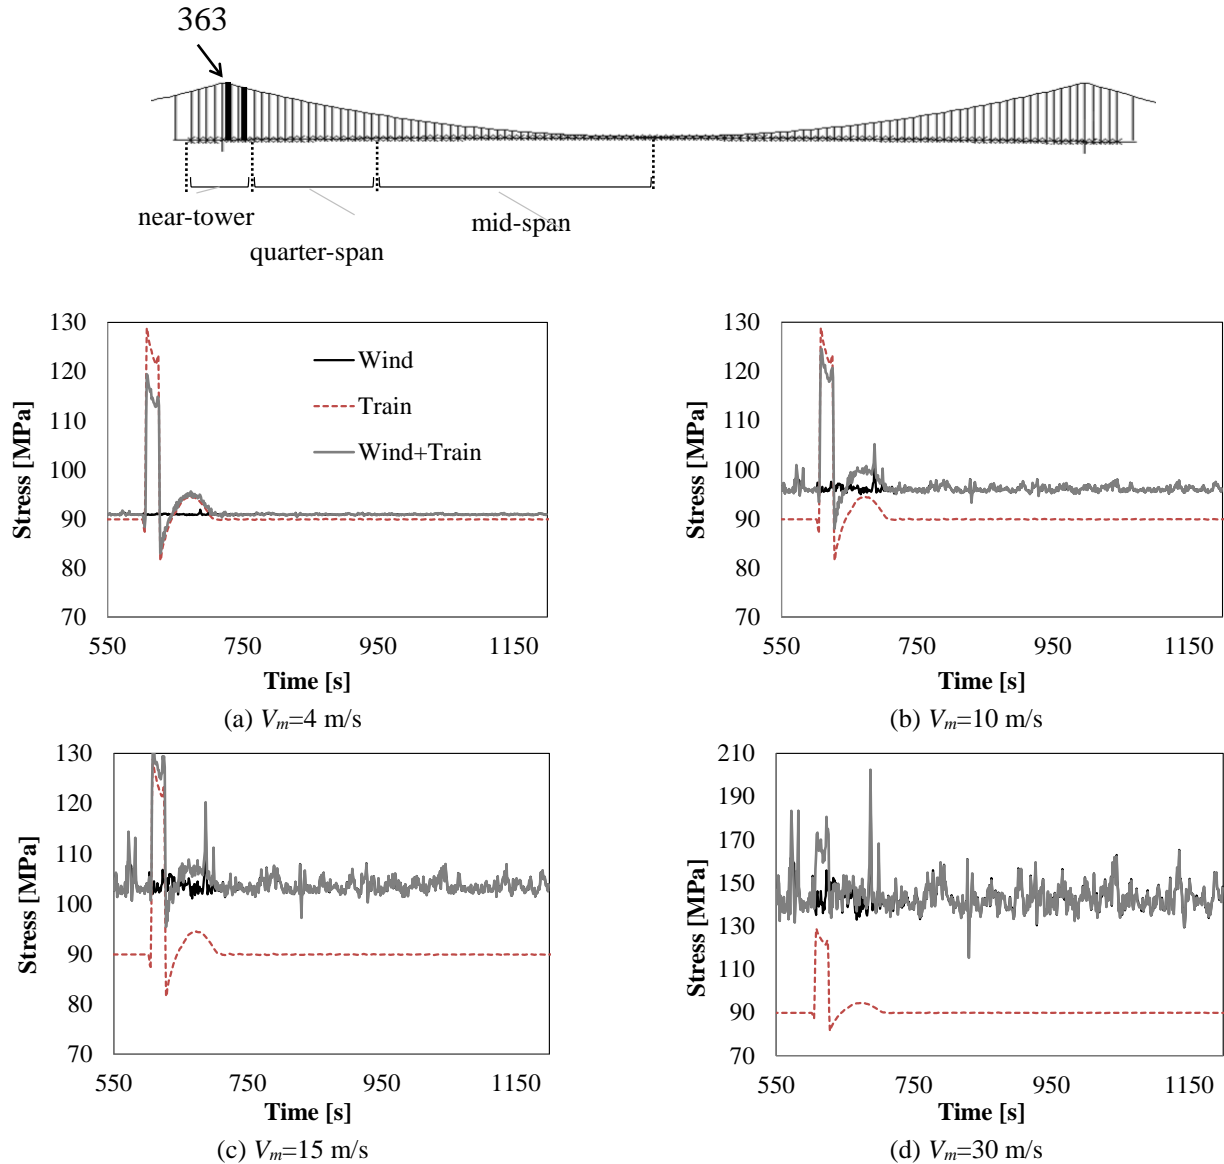 363
near-tower
quarter-span
mid-span
130
120
110
100
90
80
70
Stress [MPa]
Wind
Train
Wind+Train
550 750 950 1150
Time [s]
(a) Vm=4 m/s
130
120
110
100
90
80
70
Stress [MPa]
550 750 950 1150
Time [s]
(b) Vm=10 m/s
130
120
110
100
90
80
70
Stress [MPa]
550 750 950 1150
Time [s]
(c) Vm=15 m/s
210
190
170
150
130
110
90
70
Stress [MPa]
550 750 950 1150
Time [s]
(d) Vm=30 m/s